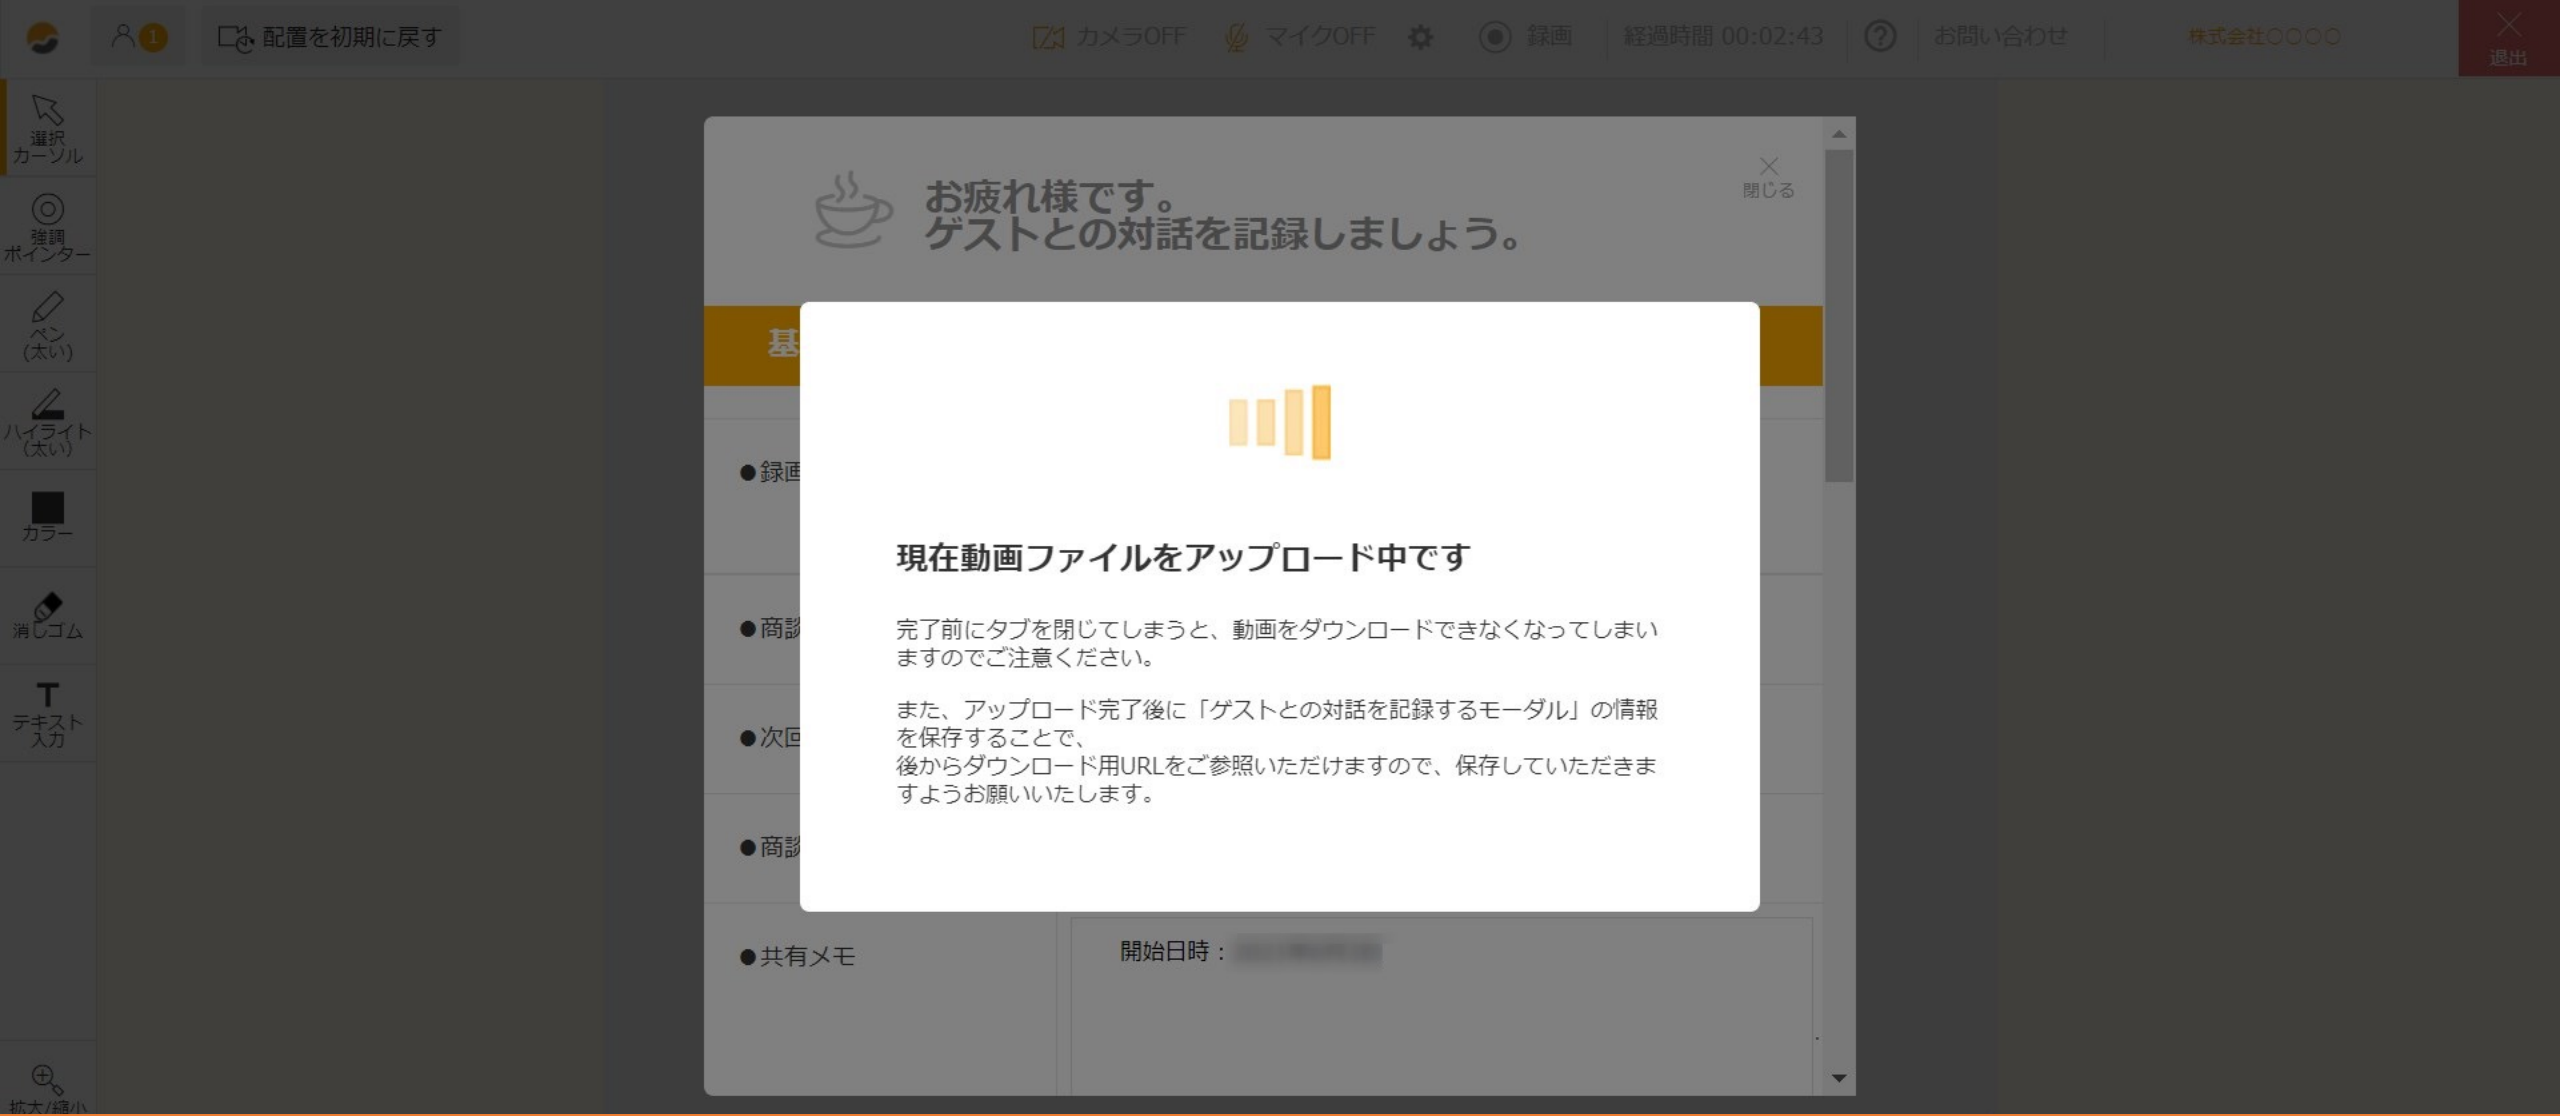 1
配置を初期に戻す
カメラOFF
マイクOFF
録画
経過時間 00:02:43
?
お問い合わせ
株式会社〇〇〇〇
退出
選択
カーソル
強調
ポインター
ペン
(太い)
ハイライト
(太い)
カラー
消しゴム
T
テキスト
入力
拡大/縮小
お疲れ様です。
ゲストとの対話を記録しましょう。
閉じる
基
●録画
●商談
●次回
●商談
●共有メモ
開始日時：
現在動画ファイルをアップロード中です
完了前にタブを閉じてしまうと、動画をダウンロードできなくなってしまい
ますのでご注意ください。
また、アップロード完了後に「ゲストとの対話を記録するモーダル」の情報
を保存することで、
後からダウンロード用URLをご参照いただけますので、保存していただきま
すようお願いいたします。